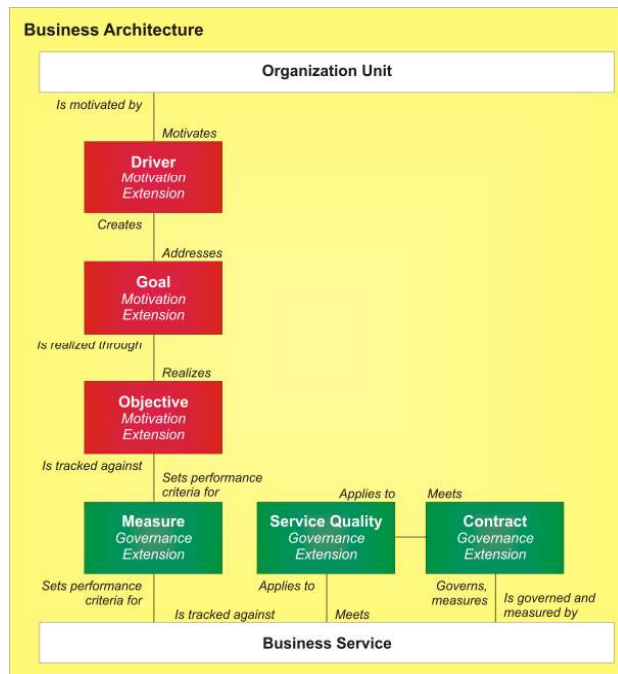 Business Architecture
Organization Unit
Is motivated by
Motivates
Driver
Motivation
Extension
Creates
Addresses
Goal
Motivation
Extension
Is realized through
Realizes
Objective
Motivation
Extension
Is tracked against
Sets performance
criteria for
Applies to
Meets
Measure
Governance
Extension
Service Quality
Governance
Extension
Contract
Governance
Extension
Sets performance
criteria for
Is tracked against
Applies to
Meets
Governs,
measures
Is governed and
measured by
Business Service